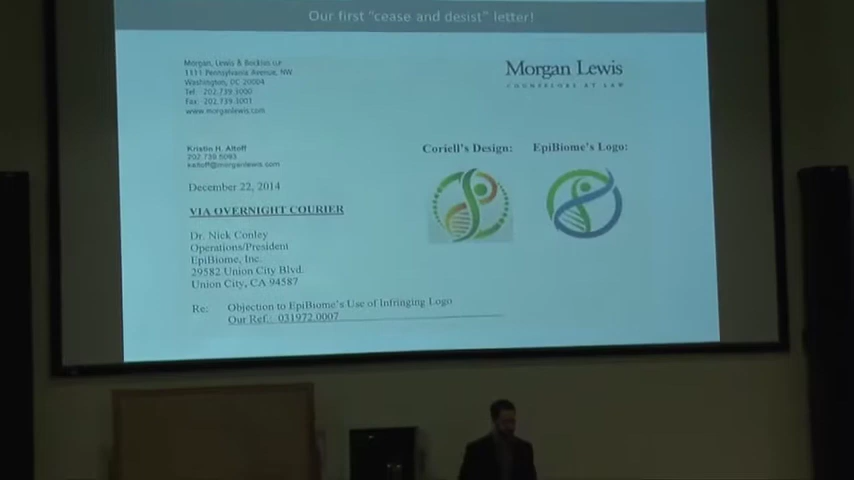 Our first "cease and desist" letter!
Morgan, Lewis & Bockius LLP
1111 Pennsylvania Avenue, NW
Washington, DC 20004
Tel: 202.739.3000
Fax: 202.739.3001
www.morganlewis.com
Morgan Lewis
COUNSELORS AT LAW
Kristin H. Altoff
202.739.5093
kaltoff@morganlewis.com
Coriell's Design:
EpiBiome's Logo:
December 22, 2014
VIA OVERNIGHT COURIER
Dr. Nick Conley
Operations/President
EpiBiome, Inc.
29582 Union City Blvd.
Union City, CA 94587
Re: Objection to EpiBiome's Use of Infringing Logo
Our Ref.: 031972.0007